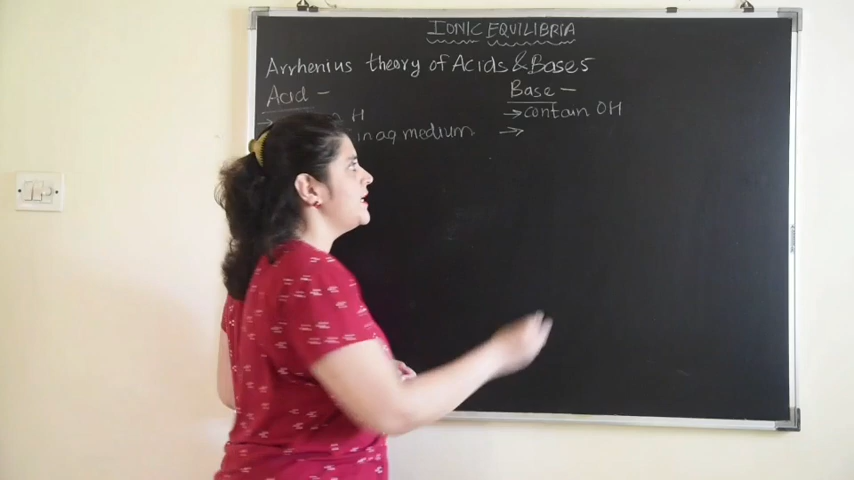 IONIC EQUILIBRIA
Arrhenius theory of Acids & Bases
Acid -
→ H
in aq medium
Base -
→ contain OH
→